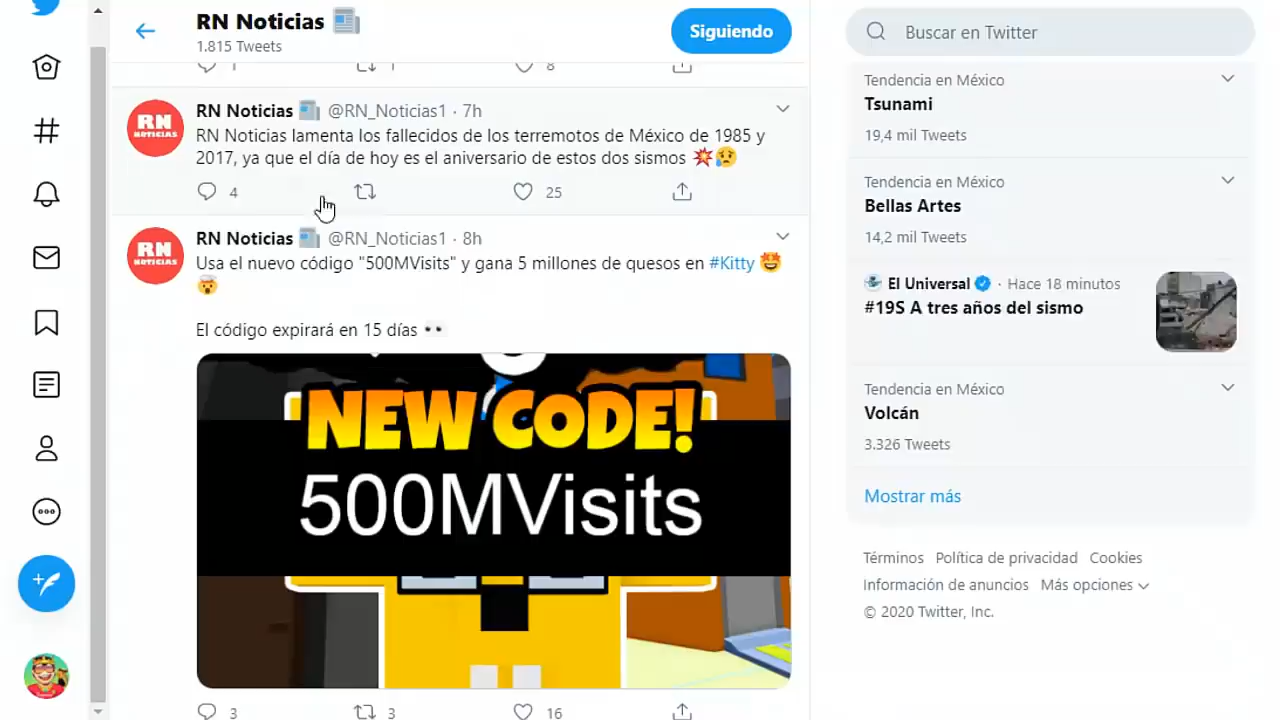 RN Noticias
1.815 Tweets
Siguiendo
Buscar en Twitter
1 1 8
RN NOTICIAS
RN Noticias @RN_Noticias1 · 7h
RN Noticias lamenta los fallecidos de los terremotos de México de 1985 y
2017, ya que el día de hoy es el aniversario de estos dos sismos 💥😥
4 25
RN NOTICIAS
RN Noticias @RN_Noticias1 · 8h
Usa el nuevo código "500MVisits" y gana 5 millones de quesos en #Kitty 🤩
🤯
El código expirará en 15 días 👀
NEW CODE!
500MVisits
3 3 16
Tendencia en México
Tsunami
19,4 mil Tweets
Tendencia en México
Bellas Artes
14,2 mil Tweets
El Universal · Hace 18 minutos
#19S A tres años del sismo
Tendencia en México
Volcán
3.326 Tweets
Mostrar más
Términos Política de privacidad Cookies
Información de anuncios Más opciones
© 2020 Twitter, Inc.